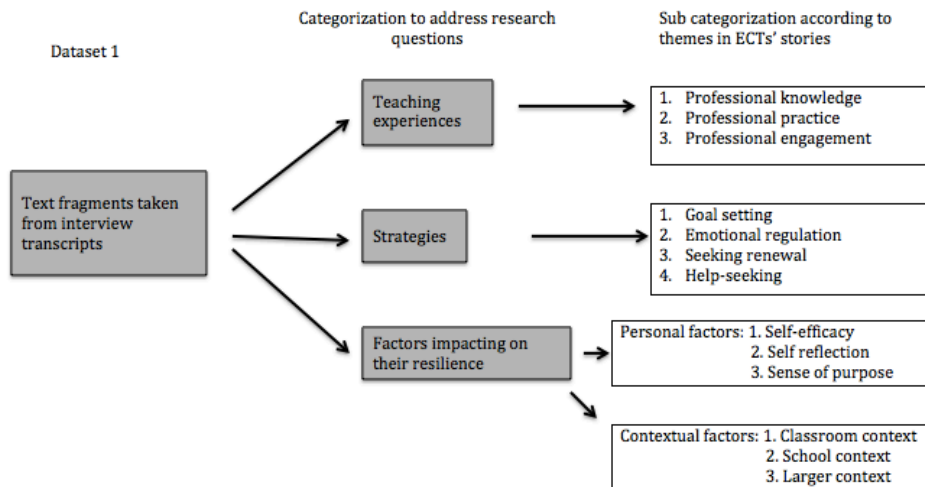 Dataset 1
Categorization to address research
questions
Sub categorization according to
themes in ECTs' stories
Text fragments taken
from interview
transcripts
Teaching
experiences
1. Professional knowledge
2. Professional practice
3. Professional engagement
Strategies
1. Goal setting
2. Emotional regulation
3. Seeking renewal
4. Help-seeking
Factors impacting on
their resilience
Personal factors: 1. Self-efficacy
2. Self reflection
3. Sense of purpose
Contextual factors: 1. Classroom context
2. School context
3. Larger context